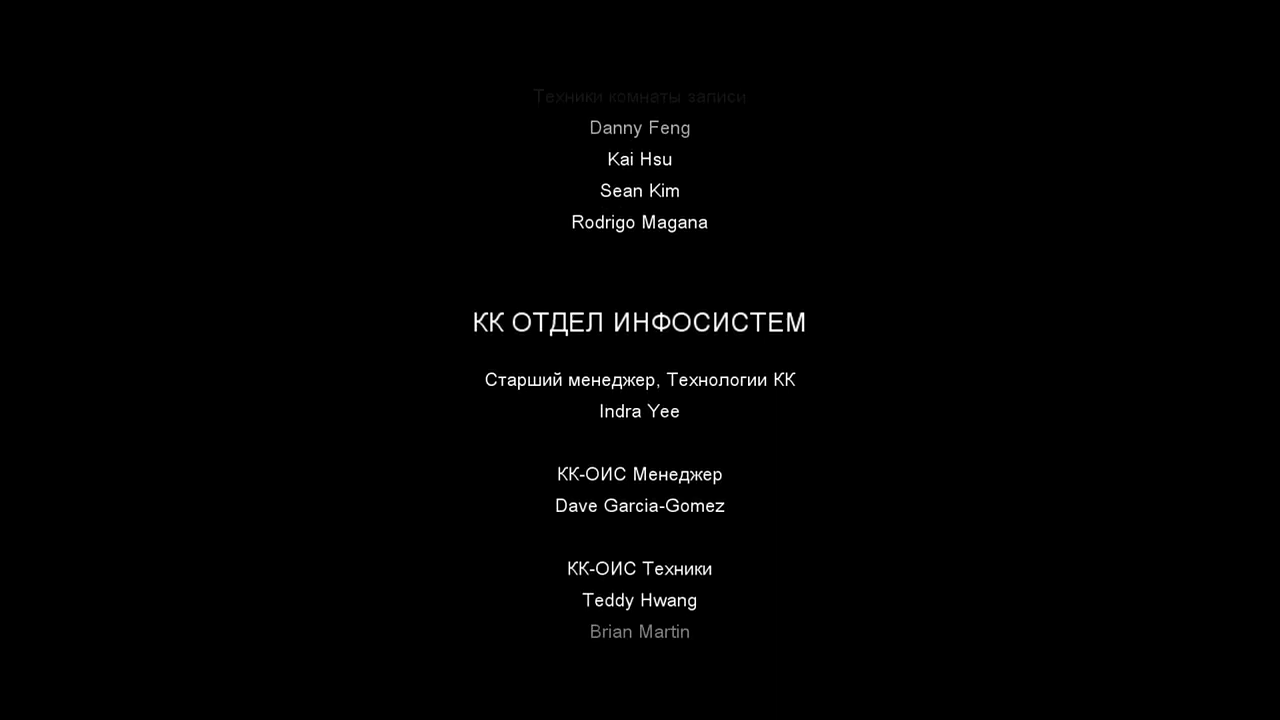 Техники комнаты записи
Danny Feng
Kai Hsu
Sean Kim
Rodrigo Magana
КК ОТДЕЛ ИНФОСИСТЕМ
Старший менеджер, Технологии КК
Indra Yee
КК-ОИС Менеджер
Dave Garcia-Gomez
КК-ОИС Техники
Teddy Hwang
Brian Martin